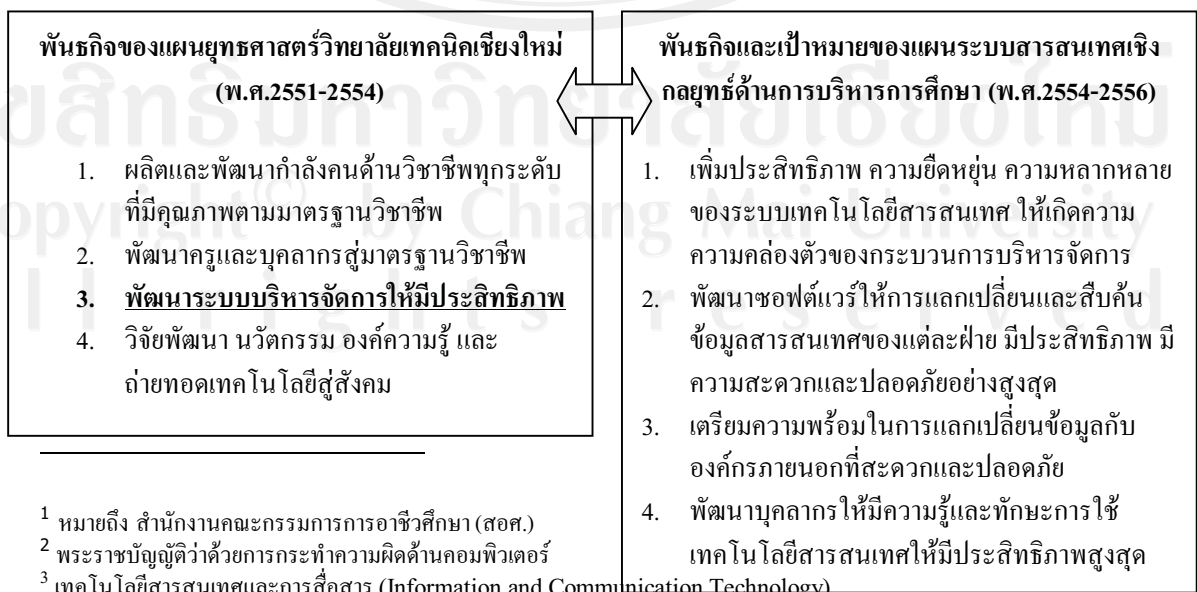 พันธกิจของแผนยุทธศาสตร์วิทยาลัยเทคนิคเชียงใหม่
(พ.ศ.2551-2554)
1. ผลิตและพัฒนากำลังคนด้านวิชาชีพทุกระดับ
ที่มีคุณภาพตามมาตรฐานวิชาชีพ
2. พัฒนาครูและบุคลากรสู่มาตรฐานวิชาชีพ
3. พัฒนาระบบบริหารจัดการให้มีประสิทธิภาพ
4. วิจัยพัฒนา นวัตกรรม องค์ความรู้ และ
ถ่ายทอดเทคโนโลยีสู่สังคม
พันธกิจและเป้าหมายของแผนระบบสารสนเทศเชิง
กลยุทธ์ด้านการบริหารการศึกษา (พ.ศ.2554-2556)
1. เพิ่มประสิทธิภาพ ความยืดหยุ่น ความหลากหลาย
ของระบบเทคโนโลยีสารสนเทศ ให้เกิดความ
ความคล่องตัวของกระบวนการบริหารจัดการ
2. พัฒนาซอฟต์แวร์ให้การแลกเปลี่ยนและสืบค้น
ข้อมูลสารสนเทศของแต่ละฝ่าย มีประสิทธิภาพ มี
ความสะดวกและปลอดภัยอย่างสูงสุด
3. เตรียมความพร้อมในการแลกเปลี่ยนข้อมูลกับ
องค์กรภายนอกที่สะดวกและปลอดภัย
4. พัฒนาบุคลากรให้มีความรู้และทักษะการใช้
เทคโนโลยีสารสนเทศให้มีประสิทธิภาพสูงสุด
1 หมายถึง สำนักงานคณะกรรมการการอาชีวศึกษา (สอศ.)
2 พระราชบัญญัติว่าด้วยการกระทำความผิดด้านคอมพิวเตอร์
3 เทคโนโลยีสารสนเทศและการสื่อสาร (Information and Communication Technology)
ขสิทธิ์มหาวิทยาลัยเชียงใหม่
opyright © by Chiang Mai University
l l rights reserved